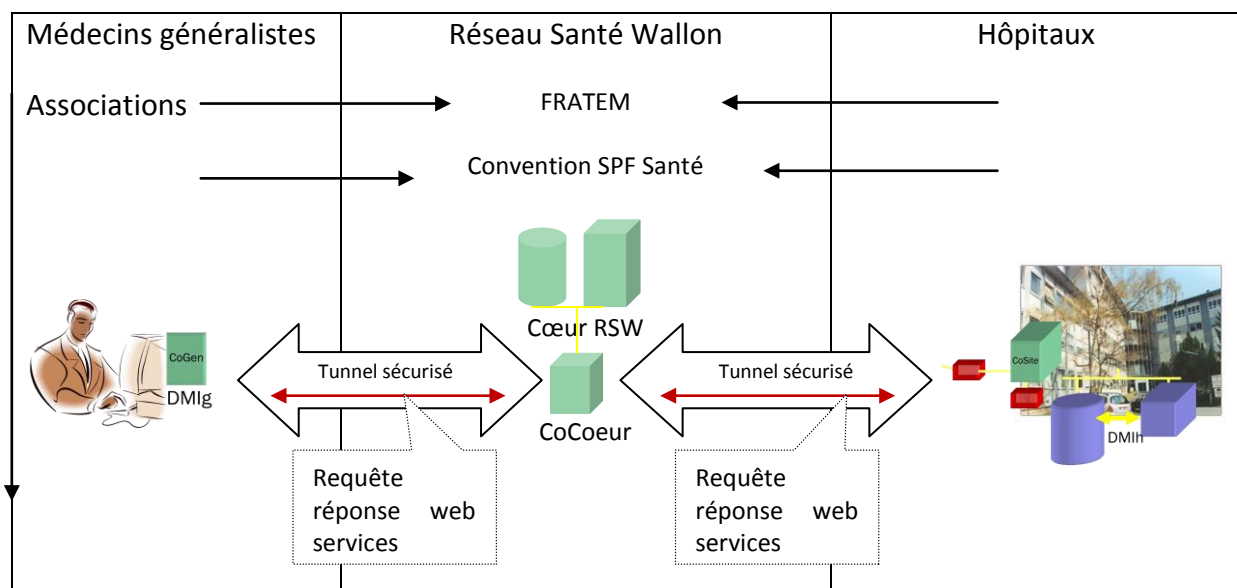 Médecins généralistes
Réseau Santé Wallon
Hôpitaux
Associations
FRATEM
Convention SPF Santé
Cœur RSW
CoGen
DMIg
Tunnel sécurisé
Tunnel sécurisé
CoSite
CoCoeur
DMIh
Requête
réponse web
services
Requête
réponse web
services